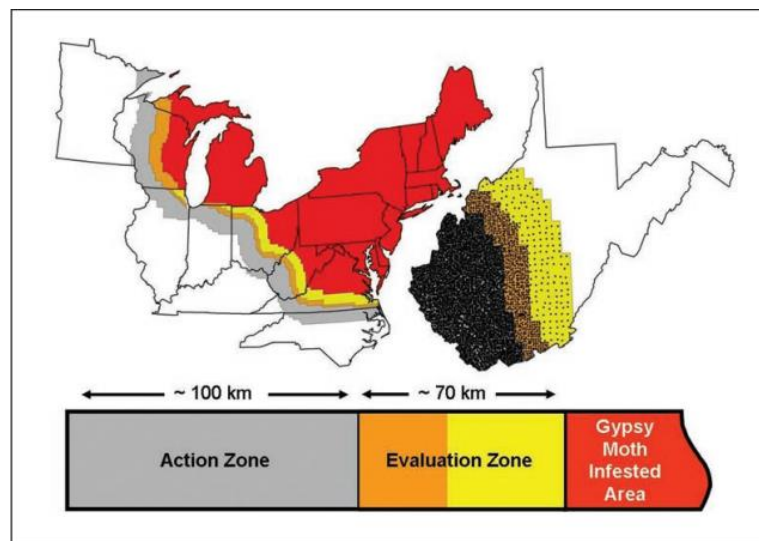 ~ 100 km
~ 70 km
Action Zone
Evaluation Zone
Gypsy
Moth
Infested
Area